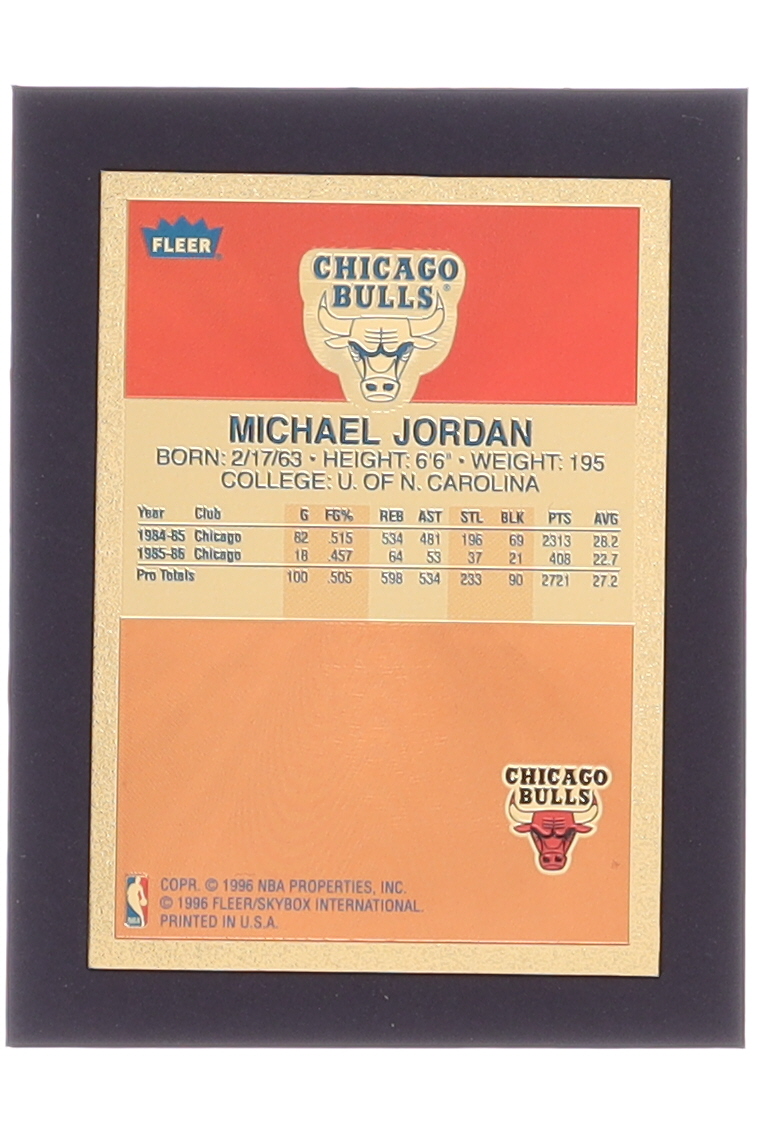 FLEER®
CHICAGO
BULLS®
MICHAEL JORDAN
BORN: 2/17/63 • HEIGHT: 6'6" • WEIGHT: 195
COLLEGE: U. OF N. CAROLINA
Year Club G FG% REB AST STL BLK PTS AVG
1984-85 Chicago 82 .515 534 481 196 69 2313 28.2
1985-86 Chicago 18 .457 64 53 37 21 408 22.7
Pro Totals 100 .505 598 534 233 90 2721 27.2
CHICAGO
BULLS
NBA
COPR. © 1996 NBA PROPERTIES, INC.
© 1996 FLEER/SKYBOX INTERNATIONAL.
PRINTED IN U.S.A.